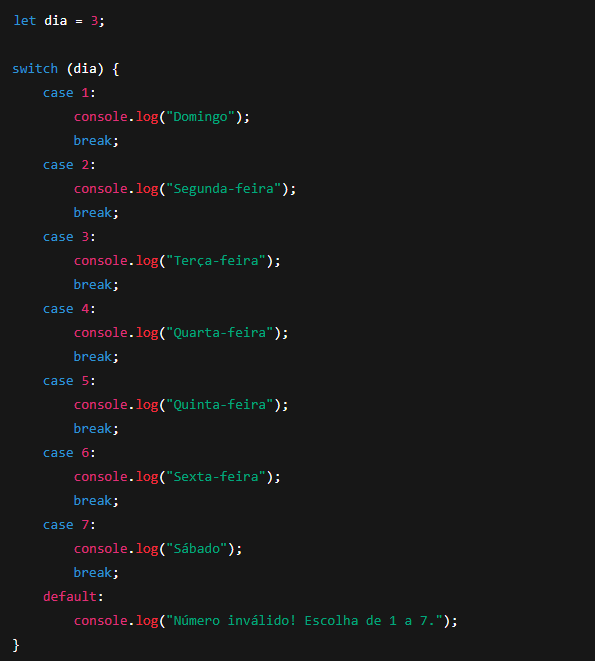 let dia = 3;

switch (dia) {
    case 1:
        console.log("Domingo");
        break;
    case 2:
        console.log("Segunda-feira");
        break;
    case 3:
        console.log("Terça-feira");
        break;
    case 4:
        console.log("Quarta-feira");
        break;
    case 5:
        console.log("Quinta-feira");
        break;
    case 6:
        console.log("Sexta-feira");
        break;
    case 7:
        console.log("Sábado");
        break;
    default:
        console.log("Número inválido! Escolha de 1 a 7.");
}